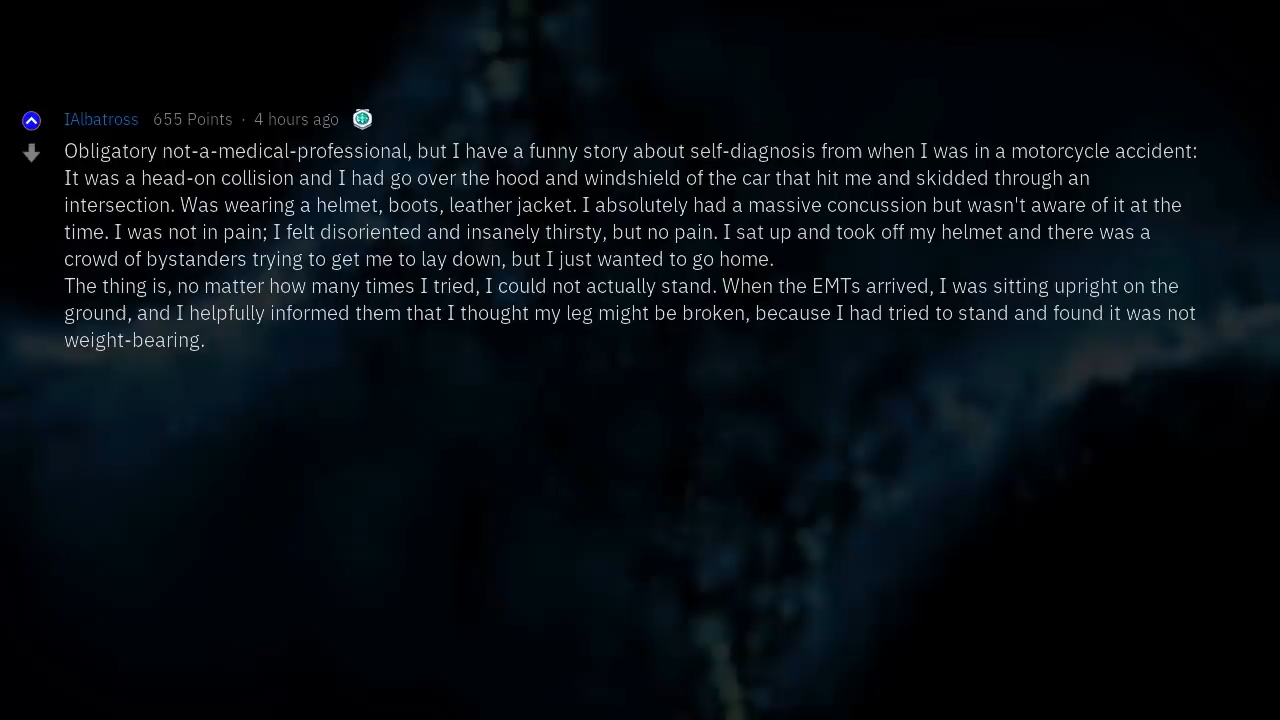 IAlbatross 655 Points · 4 hours ago
Obligatory not-a-medical-professional, but I have a funny story about self-diagnosis from when I was in a motorcycle accident:
It was a head-on collision and I had go over the hood and windshield of the car that hit me and skidded through an
intersection. Was wearing a helmet, boots, leather jacket. I absolutely had a massive concussion but wasn't aware of it at the
time. I was not in pain; I felt disoriented and insanely thirsty, but no pain. I sat up and took off my helmet and there was a
crowd of bystanders trying to get me to lay down, but I just wanted to go home.
The thing is, no matter how many times I tried, I could not actually stand. When the EMTs arrived, I was sitting upright on the
ground, and I helpfully informed them that I thought my leg might be broken, because I had tried to stand and found it was not
weight-bearing.